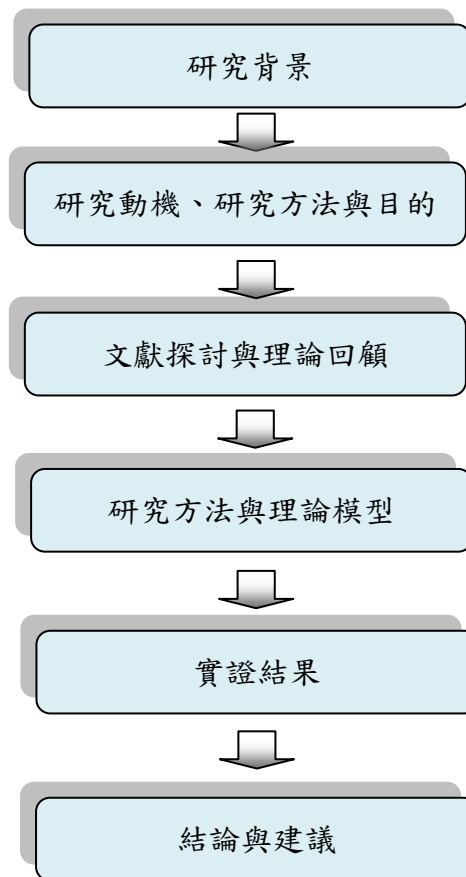 研究背景
研究動機、研究方法與目的
文獻探討與理論回顧
研究方法與理論模型
實證結果
結論與建議